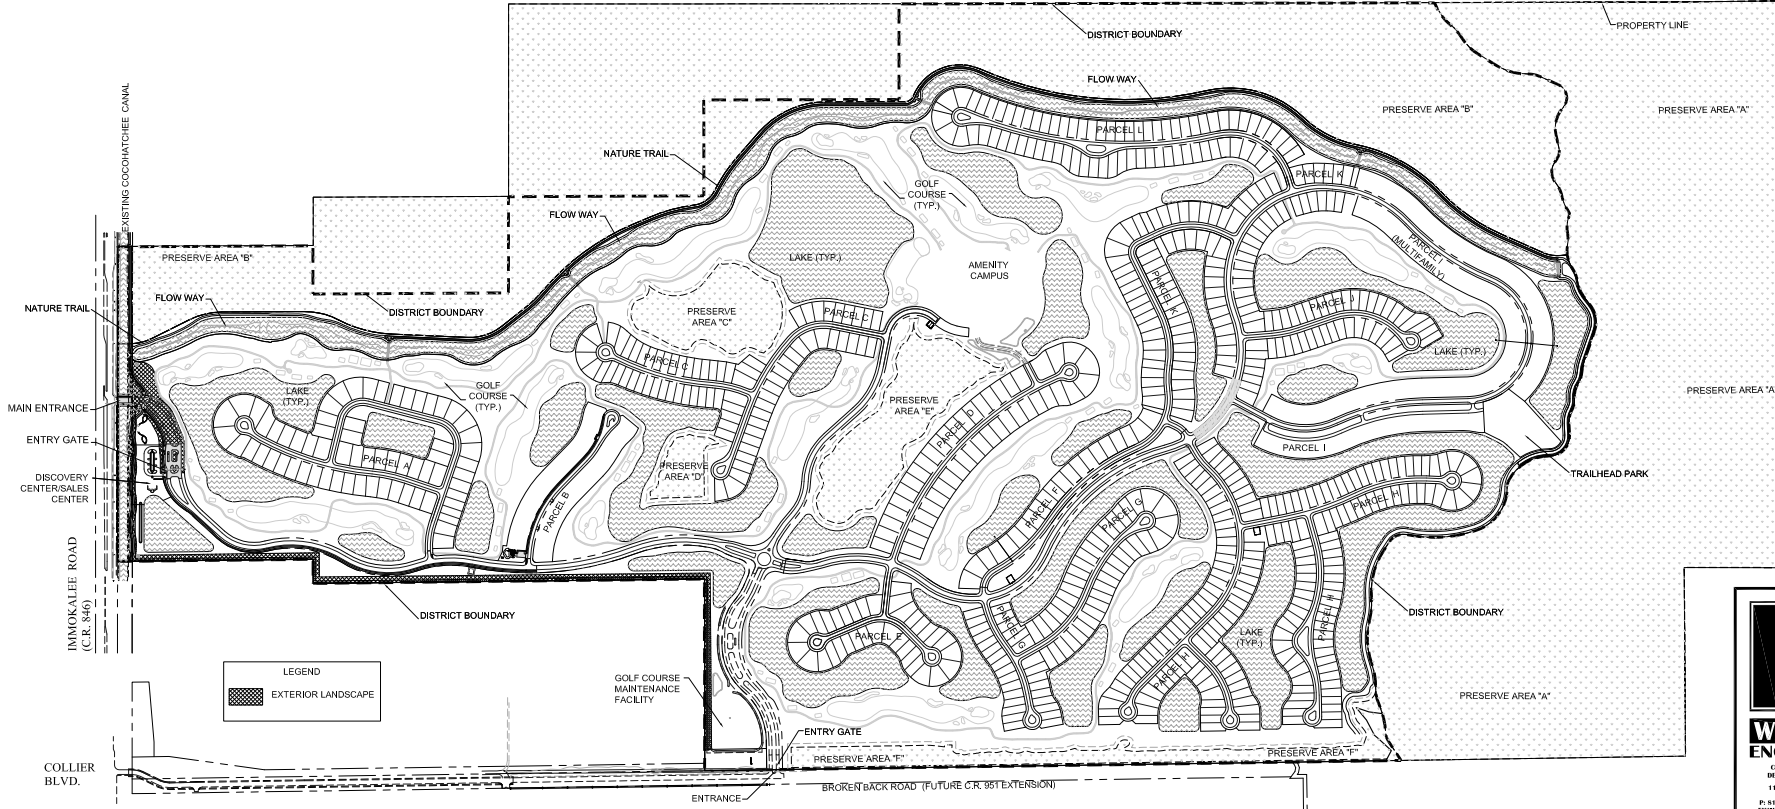 DISTRICT BOUNDARY
PROPERTY LINE
FLOW WAY
PRESERVE AREA "B"
PRESERVE AREA "A"
EXISTING COCOHATCHEE CANAL
PARCEL L
NATURE TRAIL
GOLF
COURSE
(TYP.)
PARCEL K
FLOW WAY
PRESERVE AREA "B"
LAKE (TYP.)
AMENITY
CAMPUS
PARCEL J
(MULTIFAMILY)
PARCEL K
FLOW WAY
NATURE TRAIL
DISTRICT BOUNDARY
PRESERVE
AREA "C"
PARCEL C
PARCEL J
LAKE (TYP.)
PARCEL C
LAKE
(TYP.)
GOLF
COURSE
(TYP.)
PRESERVE
AREA "E"
PRESERVE AREA "A
MAIN ENTRANCE
PARCEL D
ENTRY GATE
PARCEL A
PARCEL I
DISCOVERY
CENTER/SALES
CENTER
PRESERVE
AREA "D"
TRAILHEAD PARK
PARCEL B
PARCEL F
PARCEL G
PARCEL H
IMMOKALEE ROAD
(C.R. 846)
DISTRICT BOUNDARY
DISTRICT BOUNDARY
PARCEL E
PARCEL G
LAKE
(TYP.)
PARCEL H
PARCEL H
LEGEND
EXTERIOR LANDSCAPE
GOLF COURSE
MAINTENANCE
FACILITY
PRESERVE AREA "A"
ENTRY GATE
PRESERVE AREA "F"
PRESERVE AREA "F"
COLLIER
BLVD.
ENTRANCE
BROKEN BACK ROAD (FUTURE C.R. 951 EXTENSION)
W
EN